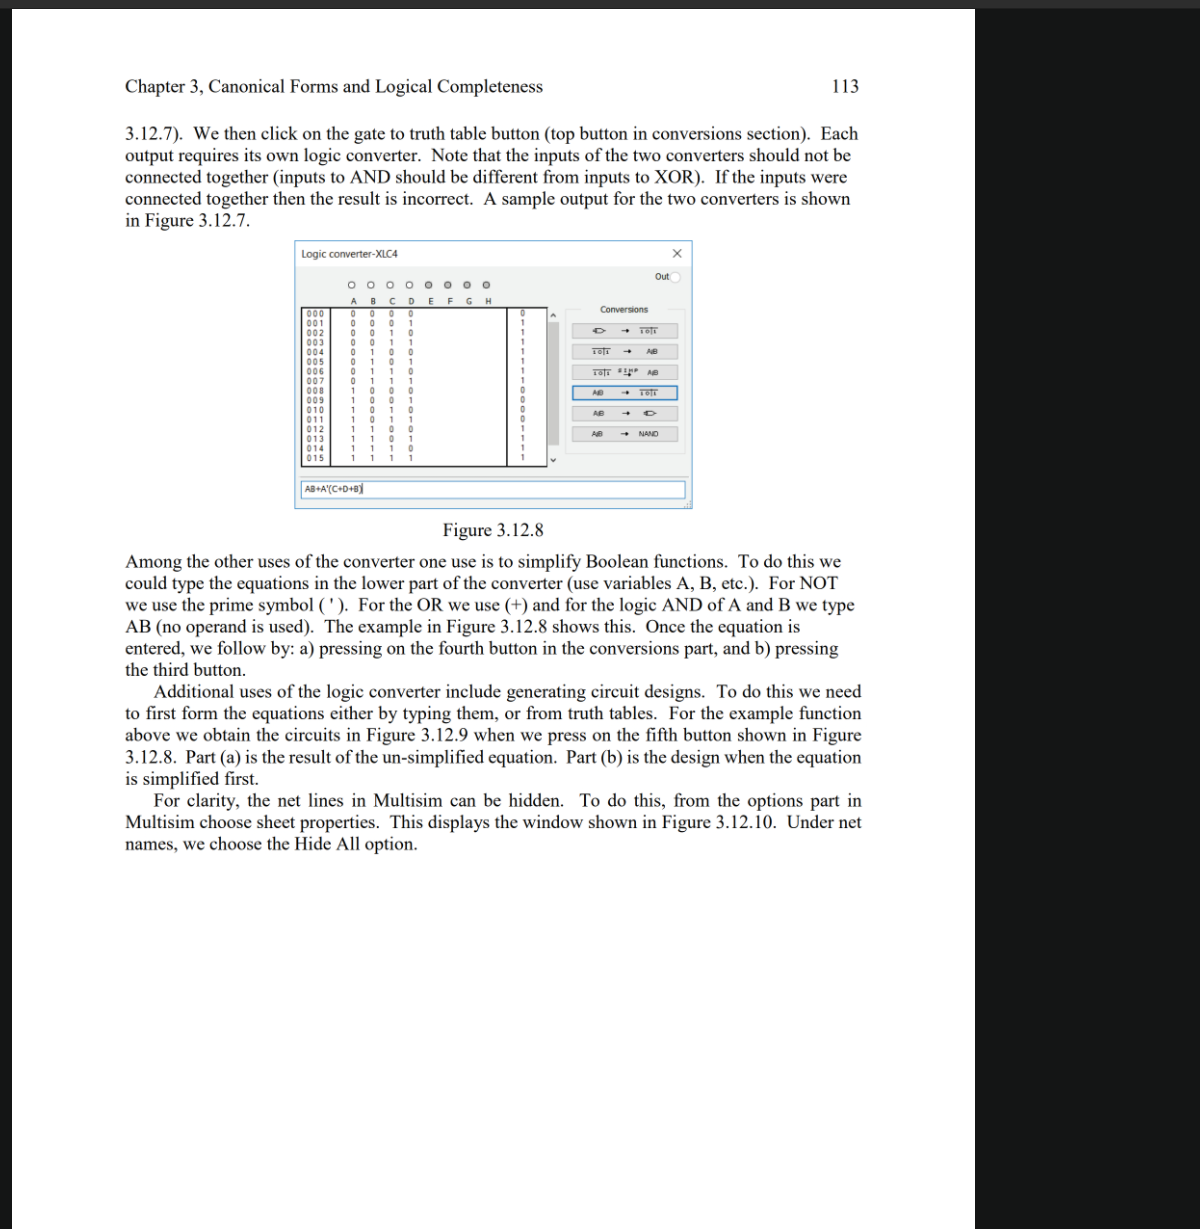 Chapter 3, Canonical Forms and Logical Completeness 113
3.12.7). We then click on the gate to truth table button (top button in conversions section). Each
output requires its own logic converter. Note that the inputs of the two converters should not be
connected together (inputs to AND should be different from inputs to XOR). If the inputs were
connected together then the result is incorrect. A sample output for the two converters is shown
in Figure 3.12.7.
Logic converter-XLC4
Out
A B C D E F G H
Conversions
000 0 0 0 0 0
001 0 0 0 1 1
002 0 0 1 0 1
003 0 0 1 1 1
004 0 1 0 0 1
005 0 1 0 1 1
006 0 1 1 0 1
007 0 1 1 1 1
008 1 0 0 0 0
009 1 0 0 1 0
010 1 0 1 0 0
011 1 0 1 1 0
012 1 1 0 0 1
013 1 1 0 1 1
014 1 1 1 0 1
015 1 1 1 1 1
→ 10|1
10|1 → A|B
10|1 SIMP A|B
A|B → 10|1
A|B →
A|B → NAND
AB+A'(C+D+B)
Figure 3.12.8
Among the other uses of the converter one use is to simplify Boolean functions. To do this we
could type the equations in the lower part of the converter (use variables A, B, etc.). For NOT
we use the prime symbol ( ' ). For the OR we use (+) and for the logic AND of A and B we type
AB (no operand is used). The example in Figure 3.12.8 shows this. Once the equation is
entered, we follow by: a) pressing on the fourth button in the conversions part, and b) pressing
the third button.
Additional uses of the logic converter include generating circuit designs. To do this we need
to first form the equations either by typing them, or from truth tables. For the example function
above we obtain the circuits in Figure 3.12.9 when we press on the fifth button shown in Figure
3.12.8. Part (a) is the result of the un-simplified equation. Part (b) is the design when the equation
is simplified first.
For clarity, the net lines in Multisim can be hidden. To do this, from the options part in
Multisim choose sheet properties. This displays the window shown in Figure 3.12.10. Under net
names, we choose the Hide All option.